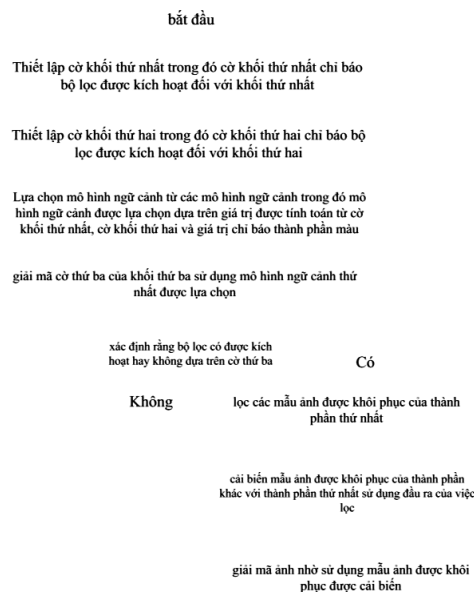 bắt đầu
Thiết lập cờ khối thứ nhất trong đó cờ khối thứ nhất chỉ báo
bộ lọc được kích hoạt đối với khối thứ nhất
Thiết lập cờ khối thứ hai trong đó cờ khối thứ hai chỉ báo bộ
lọc được kích hoạt đối với khối thứ hai
Lựa chọn mô hình ngữ cảnh từ các mô hình ngữ cảnh trong đó mô
hình ngữ cảnh được lựa chọn dựa trên giá trị được tính toán từ cờ
khối thứ nhất, cờ khối thứ hai và giá trị chỉ báo thành phần màu
giải mã cờ thứ ba của khối thứ ba sử dụng mô hình ngữ cảnh thứ
nhất được lựa chọn
xác định rằng bộ lọc có được kích
hoạt hay không dựa trên cờ thứ ba
Có
Không
lọc các mẫu ảnh được khôi phục của thành
phần thứ nhất
cải biến mẫu ảnh được khôi phục của thành phần
khác với thành phần thứ nhất sử dụng đầu ra của việc
lọc
giải mã ảnh nhờ sử dụng mẫu ảnh được khôi
phục được cải biến